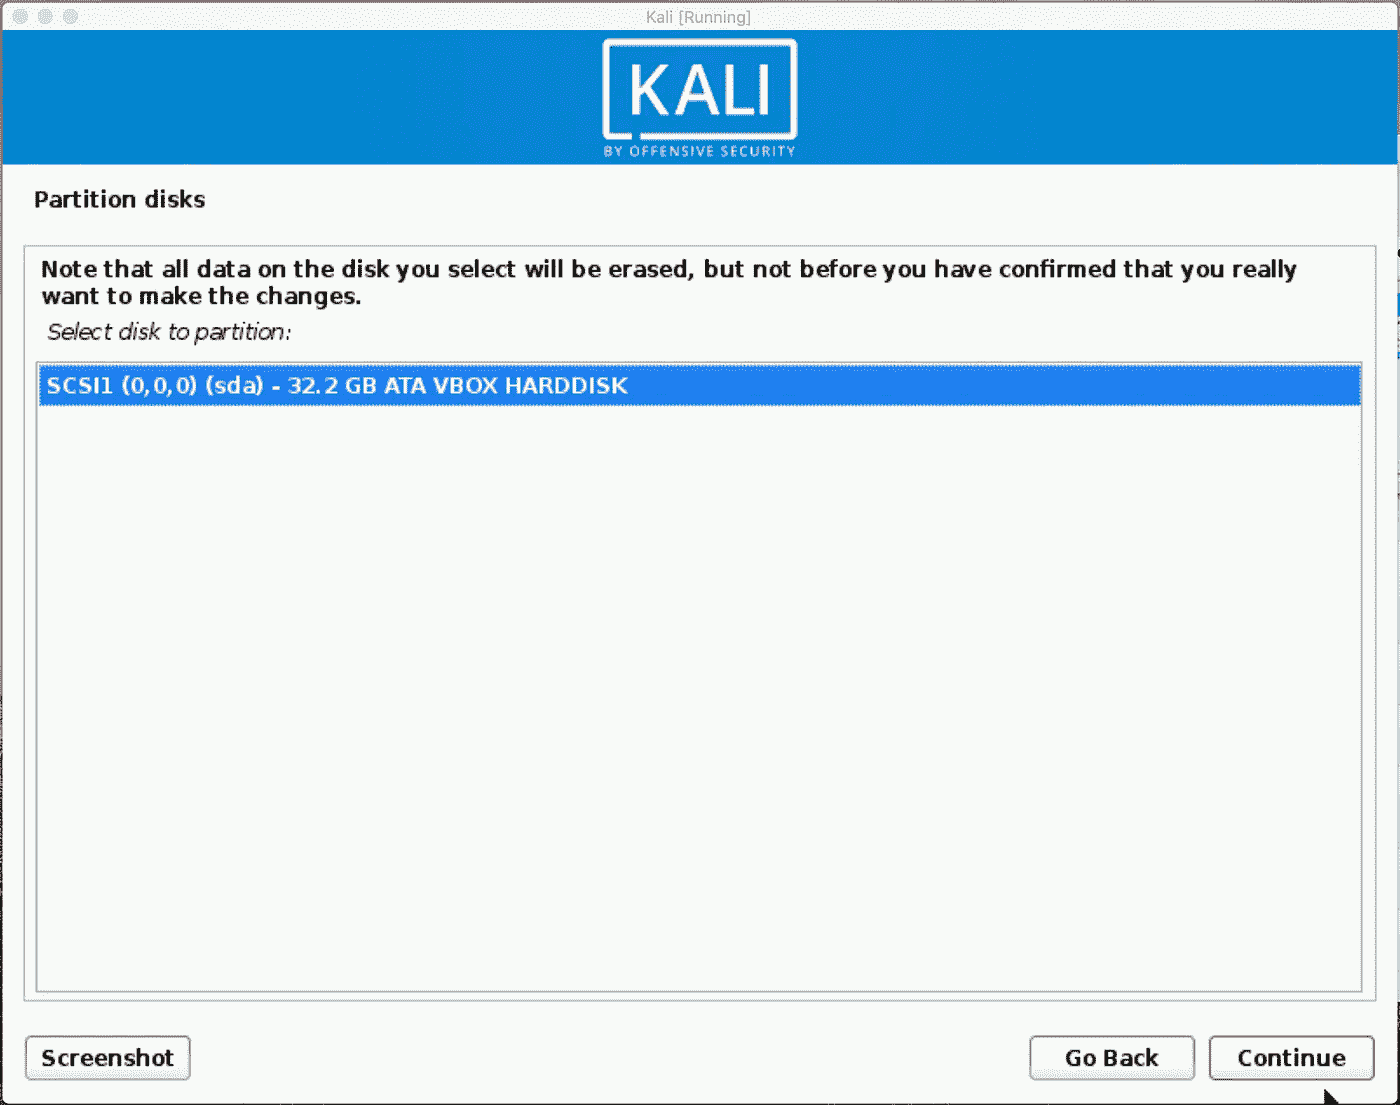 Kali [Running]
KALI
BY OFFENSIVE SECURITY
Partition disks
Note that all data on the disk you select will be erased, but not before you have confirmed that you really
want to make the changes.
Select disk to partition:
SCSI1 (0,0,0) (sda) - 32.2 GB ATA VBOX HARDDISK
Screenshot
Go Back
Continue